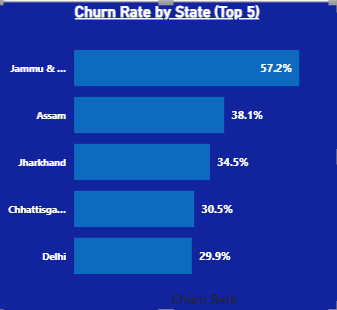 Churn Rate by State (Top 5)
Jammu & ...
57.2%
Assam
38.1%
Jharkhand
34.5%
Chhattisga...
30.5%
Delhi
29.9%
Churn Rate